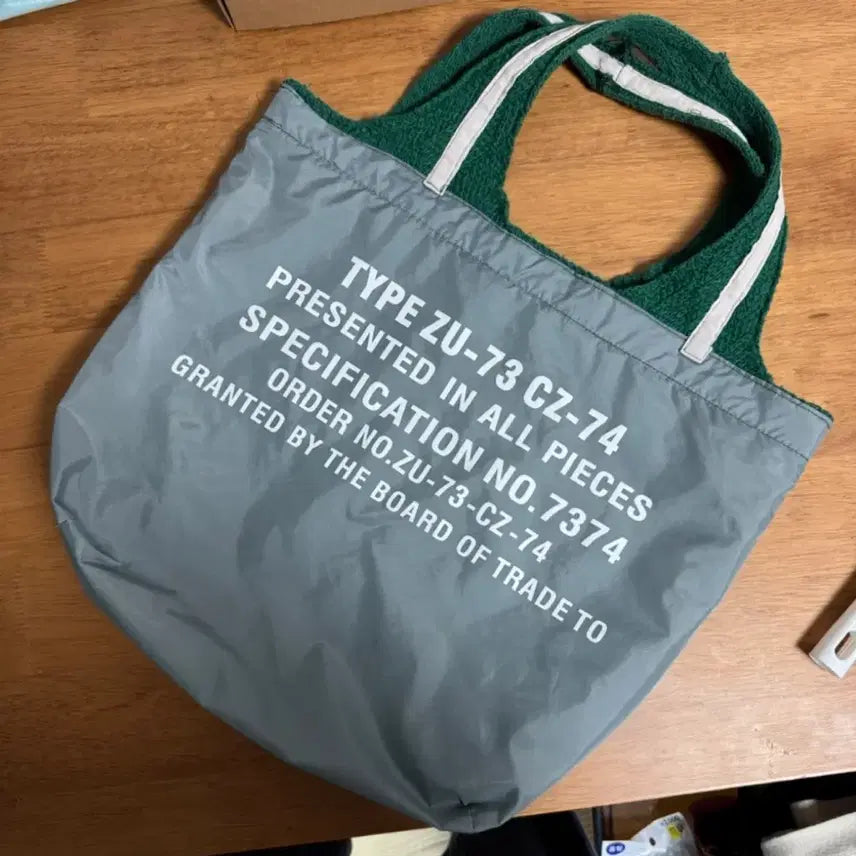 TYPE ZU-73 CZ-74
PRESENTED IN ALL PIECES
SPECIFICATION NO.7374
ORDER NO.ZU-73-CZ-74
GRANTED BY THE BOARD OF TRADE TO